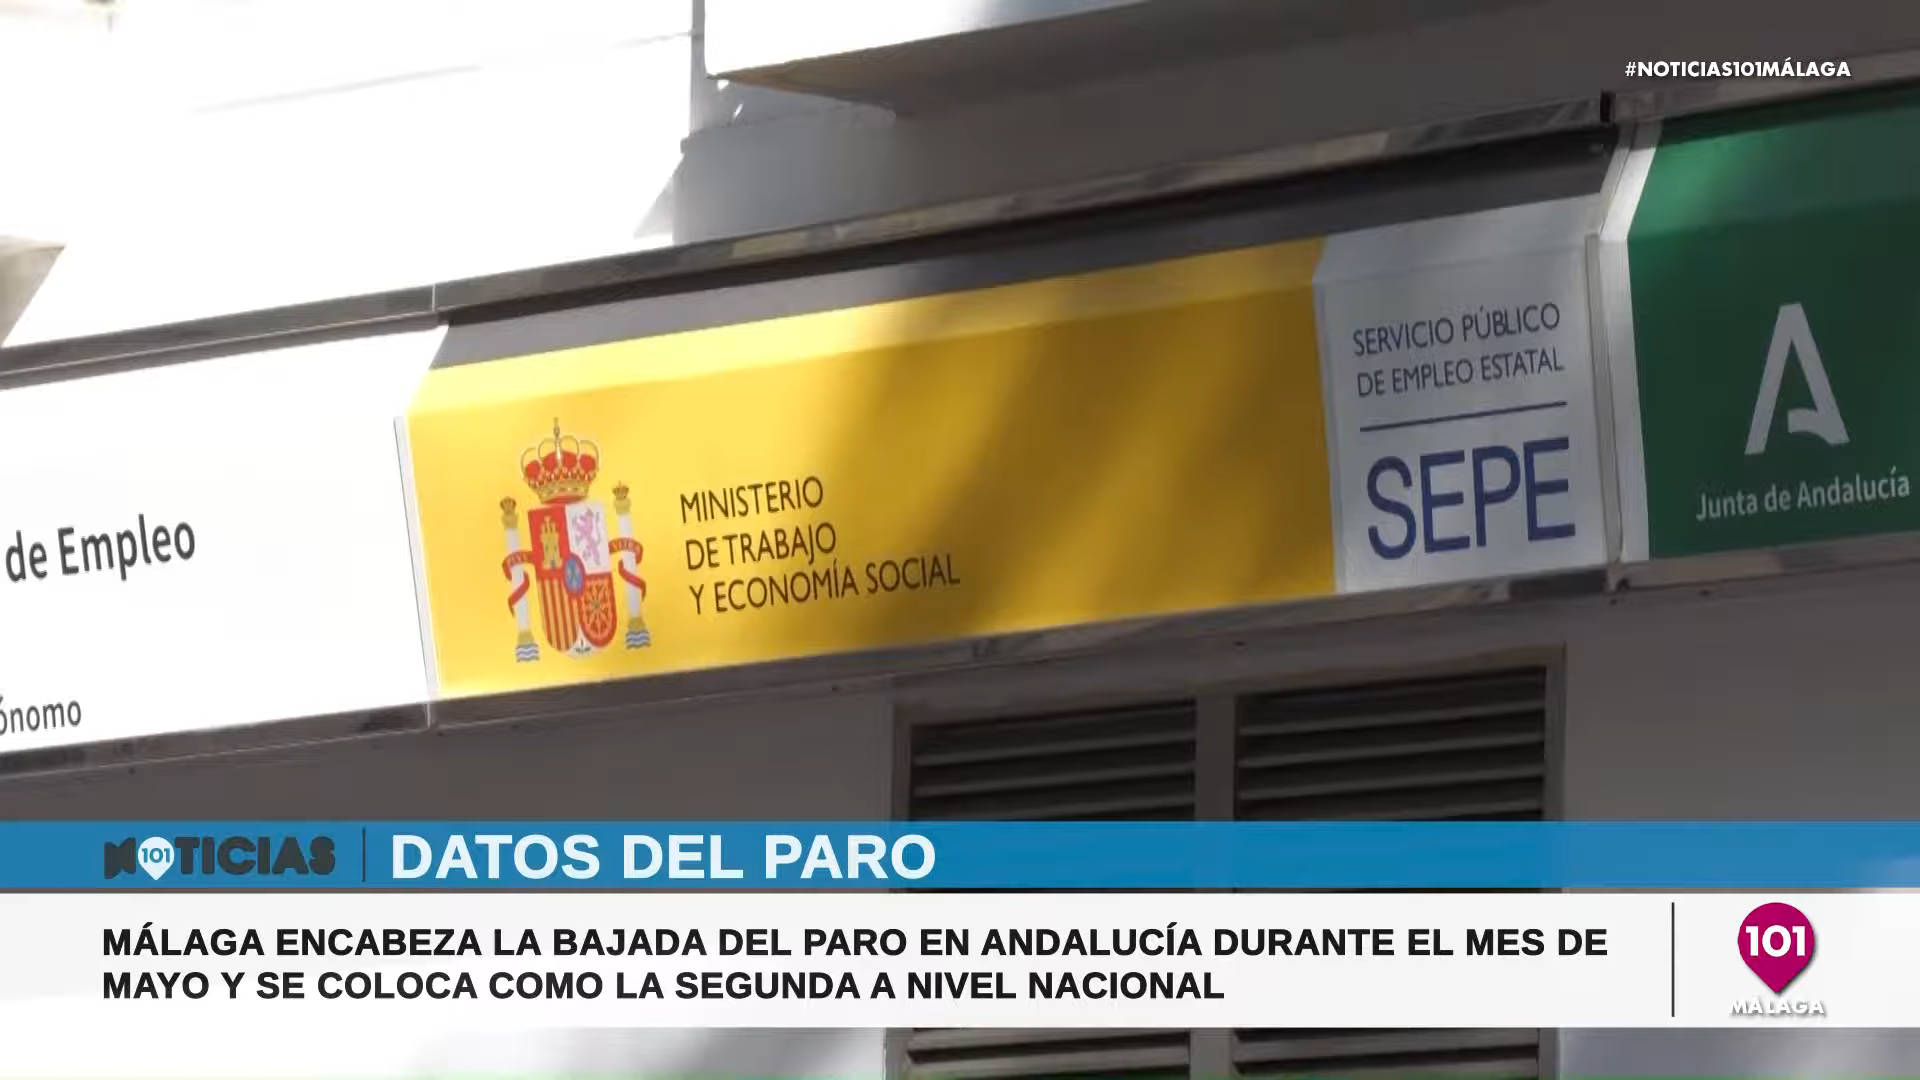 #NOTICIAS101MÁLAGA
de Empleo
ónomo
MINISTERIO
DE TRABAJO
Y ECONOMÍA SOCIAL
SERVICIO PÚBLICO
DE EMPLEO ESTATAL
SEPE
A
Junta de Andalucía
NOTICIAS
101
DATOS DEL PARO
MÁLAGA ENCABEZA LA BAJADA DEL PARO EN ANDALUCÍA DURANTE EL MES DE
MAYO Y SE COLOCA COMO LA SEGUNDA A NIVEL NACIONAL
101
MÁLAGA